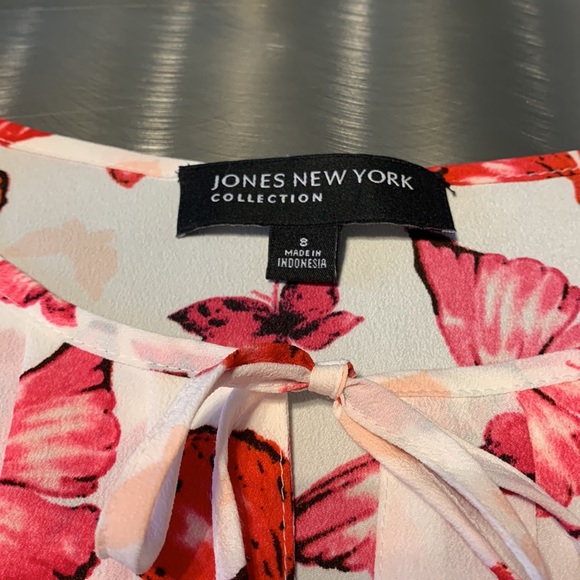 JONES NEW YORK
COLLECTION
8
MADE IN
INDONESIA